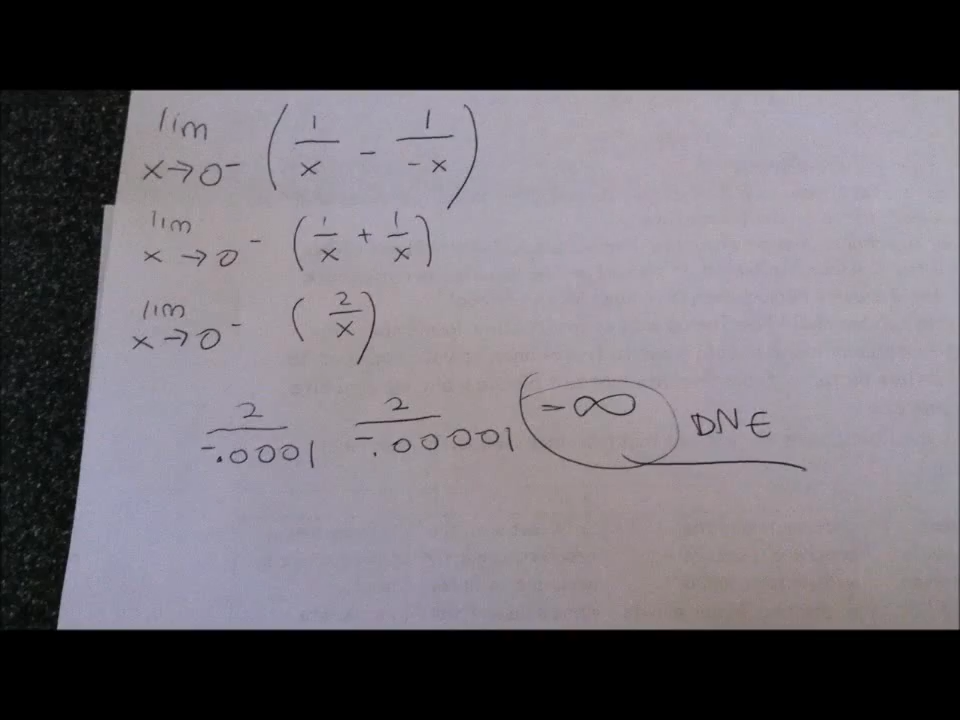 lim x→0⁻ (1/x - 1/-x)
lim x→0⁻ (1/x + 1/x)
lim x→0⁻ (2/x)
2/-.0001 2/-.00001 -∞ DNE